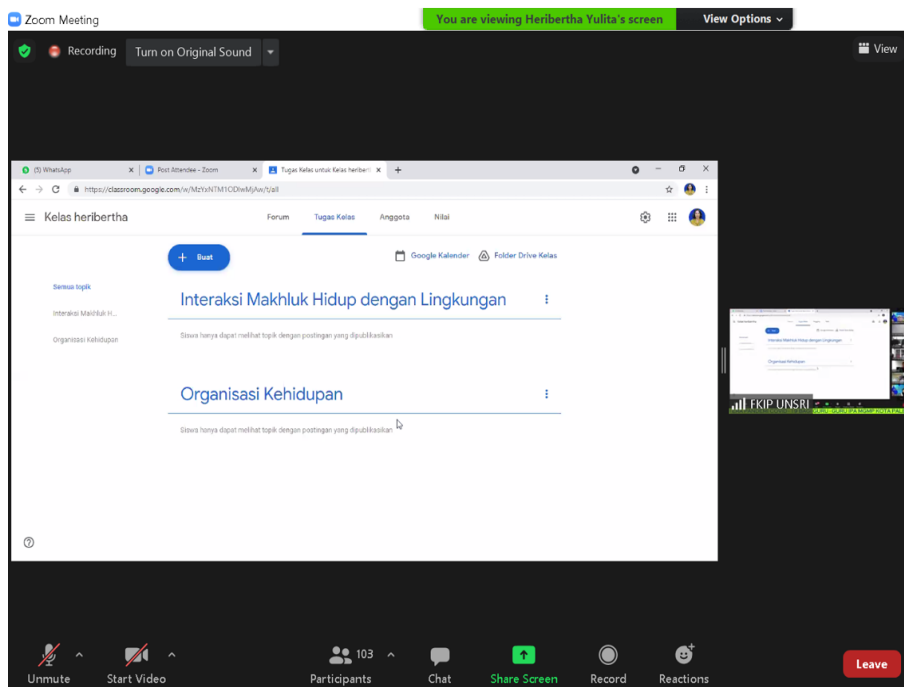 Zoom Meeting
You are viewing Heribertha Yulita's screen
View Options
Recording
Turn on Original Sound
View
(5) WhatsApp
Post Attendee - Zoom
Tugas Kelas untuk Kelas heribert
classroom.google.com
Kelas heribertha
Forum
Tugas Kelas
Anggota
Nilai
+ Buat
Google Kalender
Folder Drive Kelas
Semua topik
Interaksi Makhluk H...
Organisasi Kehidupan
Interaksi Makhluk Hidup dengan Lingkungan
Siswa hanya dapat melihat topik dengan postingan yang dipublikasikan
Organisasi Kehidupan
Siswa hanya dapat melihat topik dengan postingan yang dipublikasikan
FKIP UNSRI
Unmute
Start Video
103
Participants
Chat
Share Screen
Record
Reactions
Leave